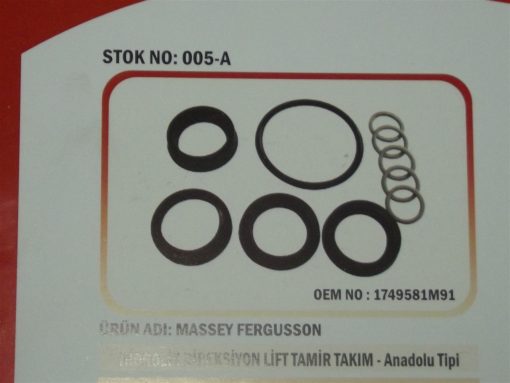 STOK NO: 005-A
OEM NO : 1749581M91
ÜRÜN ADI: MASSEY FERGUSSON
LİFT TAMİR TAKIM - Anadolu Tipi